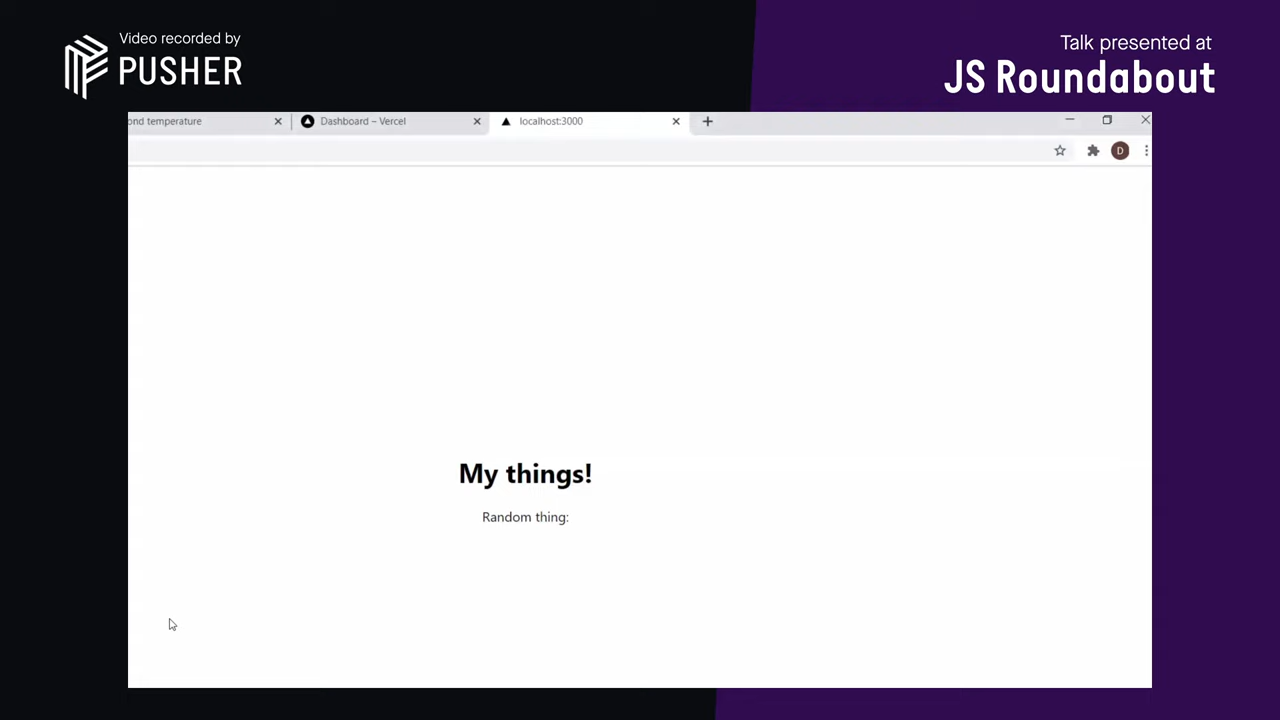 Video recorded by
PUSHER
Talk presented at
JS Roundabout
ond temperature
Dashboard – Vercel
localhost:3000
D
My things!
Random thing: